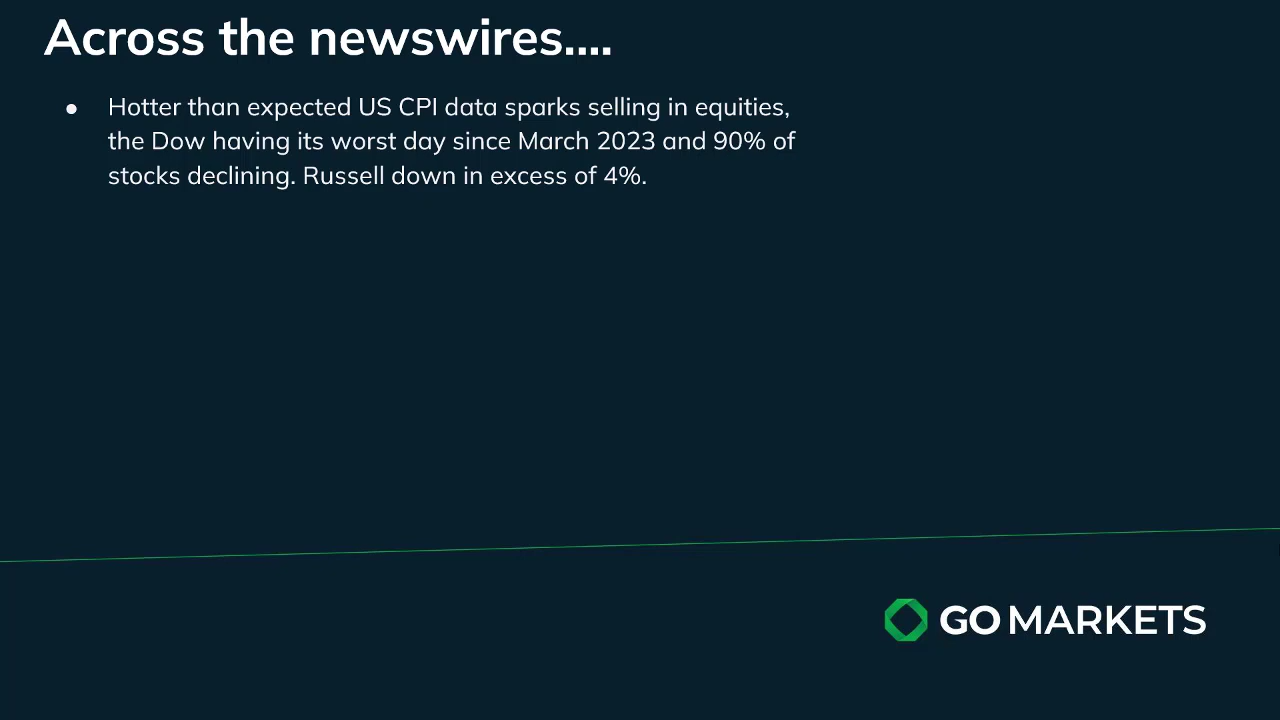 Across the newswires....
● Hotter than expected US CPI data sparks selling in equities,
the Dow having its worst day since March 2023 and 90% of
stocks declining. Russell down in excess of 4%.
GO MARKETS